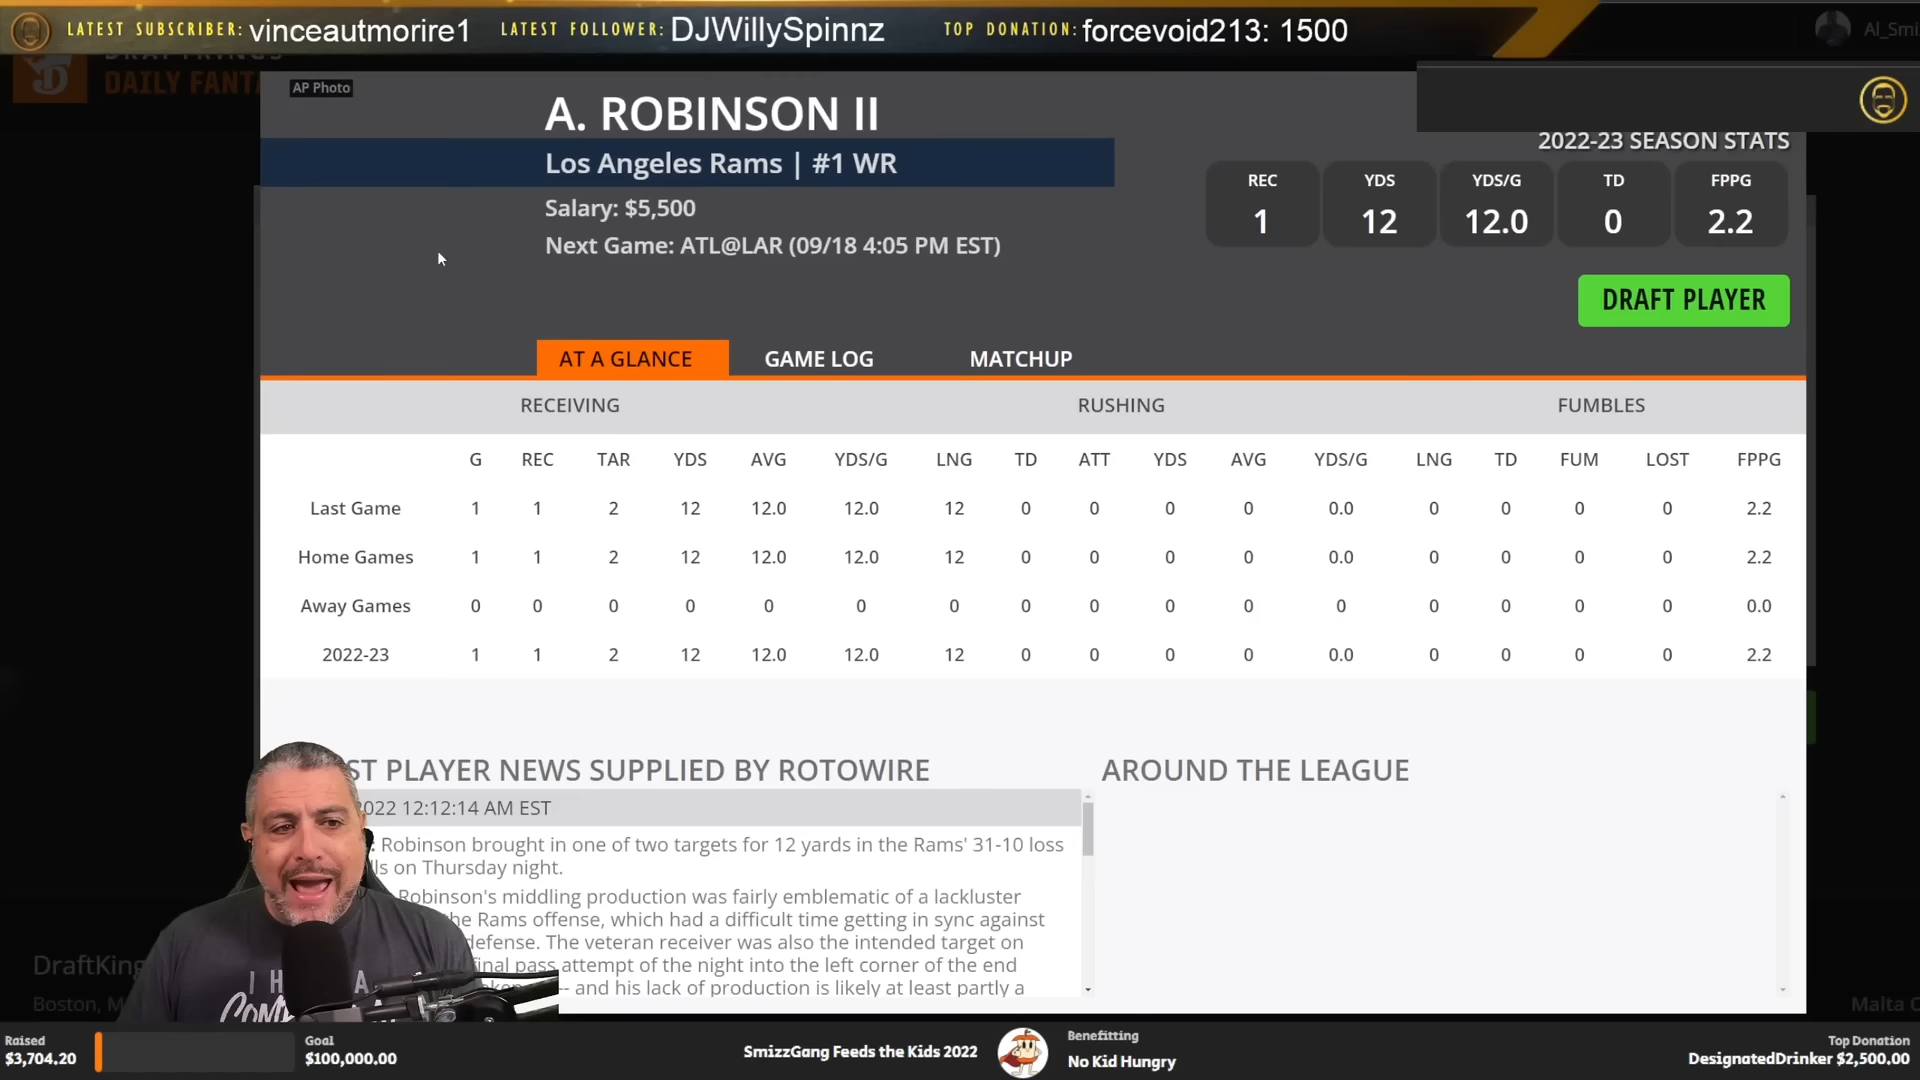 LATEST SUBSCRIBER: vinceautmorire1 LATEST FOLLOWER: DJWillySpinnz TOP DONATION: forcevoid213: 1500
Al_Smi
DAILY FANTA
AP Photo
A. ROBINSON II
Los Angeles Rams | #1 WR
Salary: $5,500
Next Game: ATL@LAR (09/18 4:05 PM EST)
2022-23 SEASON STATS
REC YDS YDS/G TD FPPG
1 12 12.0 0 2.2
DRAFT PLAYER
AT A GLANCE GAME LOG MATCHUP
RECEIVING RUSHING FUMBLES
G REC TAR YDS AVG YDS/G LNG TD ATT YDS AVG YDS/G LNG TD FUM LOST FPPG
Last Game 1 1 2 12 12.0 12.0 12 0 0 0 0 0.0 0 0 0 0 2.2
Home Games 1 1 2 12 12.0 12.0 12 0 0 0 0 0.0 0 0 0 0 2.2
Away Games 0 0 0 0 0 0 0 0 0 0 0 0 0 0 0 0 0.0
2022-23 1 1 2 12 12.0 12.0 12 0 0 0 0 0.0 0 0 0 0 2.2
ST PLAYER NEWS SUPPLIED BY ROTOWIRE
AROUND THE LEAGUE
2022 12:12:14 AM EST
: Robinson brought in one of two targets for 12 yards in the Rams' 31-10 loss
lls on Thursday night.
Robinson's middling production was fairly emblematic of a lackluster
he Rams offense, which had a difficult time getting in sync against
defense. The veteran receiver was also the intended target on
final pass attempt of the night into the left corner of the end
-- and his lack of production is likely at least partly a
DraftKing
Boston, M
Malta C
I H A
Raised
$3,704.20
Goal
$100,000.00
SmizzGang Feeds the Kids 2022
Benefitting
No Kid Hungry
Top Donation
DesignatedDrinker $2,500.00